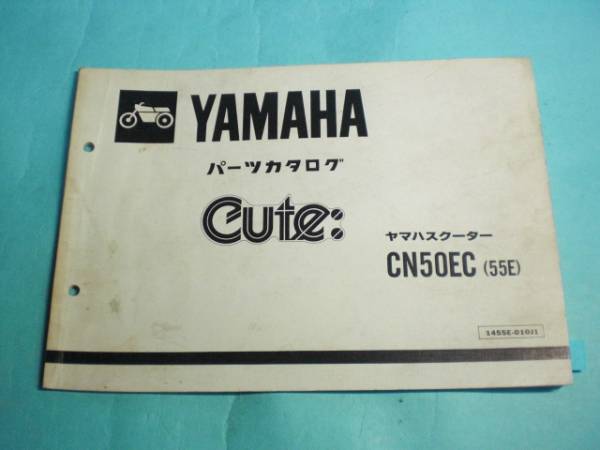 YAMAHA
パーツカタログ
Cute:
ヤマハスクーター
CN50EC (55E)
1455E-010J1